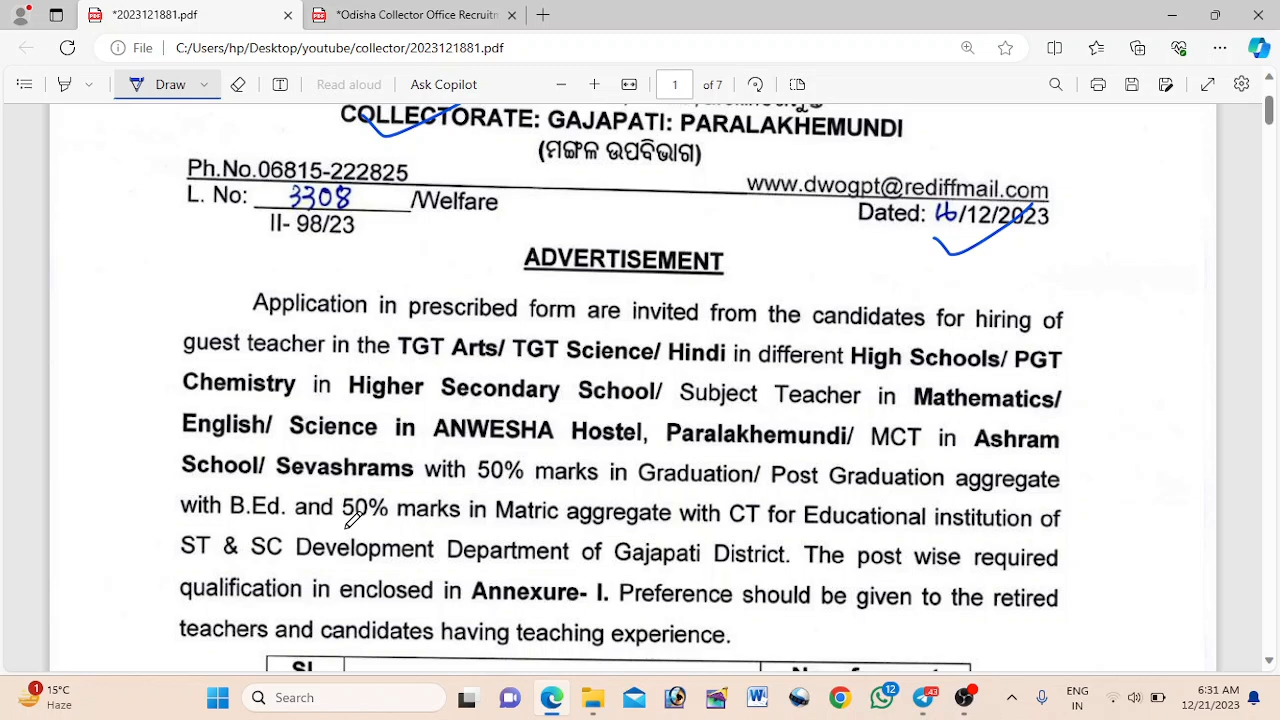 *2023121881.pdf
*Odisha Collector Office Recruitm
File
C:/Users/hp/Desktop/youtube/collector/2023121881.pdf
Draw
Read aloud
Ask Copilot
1
of 7
COLLECTORATE: GAJAPATI: PARALAKHEMUNDI
(ମଙ୍ଗଳ ଉପବିଭାଗ)
Ph.No.06815-222825
www.dwogpt@rediffmail.com
L. No: 3308 /Welfare
Dated: 16/12/2023
II- 98/23
ADVERTISEMENT
Application in prescribed form are invited from the candidates for hiring of
guest teacher in the TGT Arts/ TGT Science/ Hindi in different High Schools/ PGT
Chemistry in Higher Secondary School/ Subject Teacher in Mathematics/
English/ Science in ANWESHA Hostel, Paralakhemundi/ MCT in Ashram
School/ Sevashrams with 50% marks in Graduation/ Post Graduation aggregate
with B.Ed. and 50% marks in Matric aggregate with CT for Educational institution of
ST & SC Development Department of Gajapati District. The post wise required
qualification in enclosed in Annexure- I. Preference should be given to the retired
teachers and candidates having teaching experience.
1
15°C
Haze
Search
12
.43
ENG
IN
6:31 AM
12/21/2023